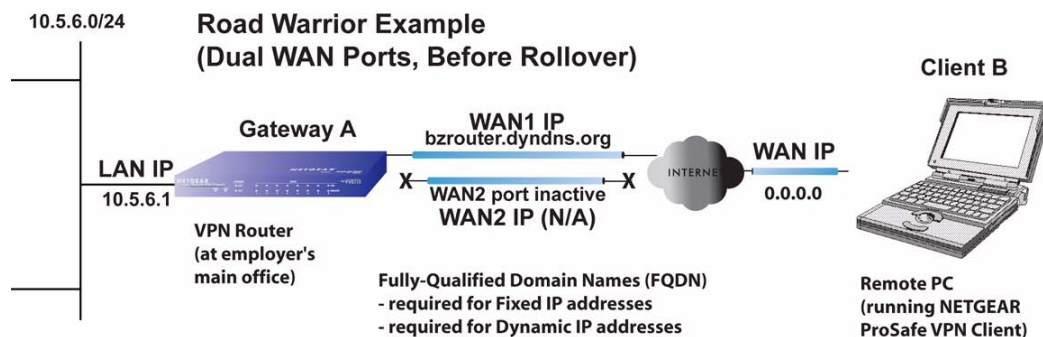 10.5.6.0/24
Road Warrior Example
(Dual WAN Ports, Before Rollover)
Client B
Gateway A
WAN1 IP
bzrouter.dyndns.org
LAN IP
10.5.6.1
NETGEAR
X
X
WAN2 port inactive
WAN2 IP (N/A)
INTERNET
WAN IP
0.0.0.0
VPN Router
(at employer's
main office)
Fully-Qualified Domain Names (FQDN)
- required for Fixed IP addresses
- required for Dynamic IP addresses
Remote PC
(running NETGEAR
ProSafe VPN Client)